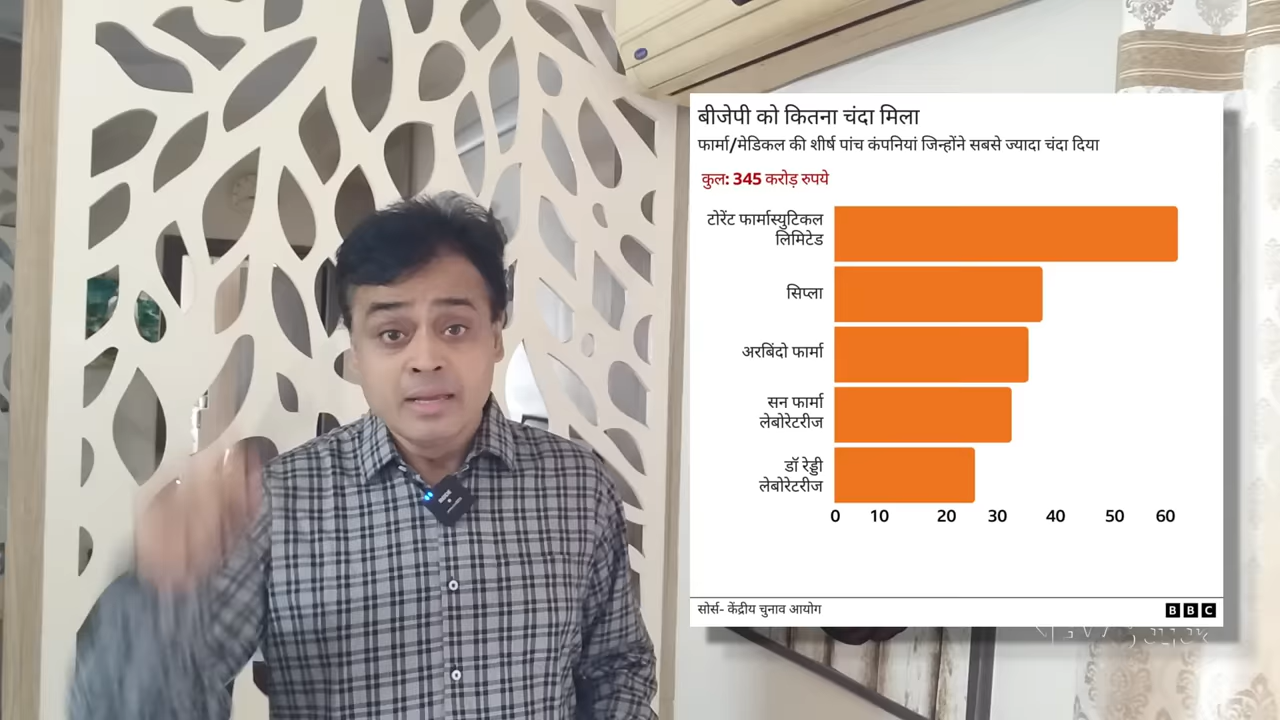 बीजेपी को कितना चंदा मिला
फार्मा/मेडिकल की शीर्ष पांच कंपनियां जिन्होंने सबसे ज्यादा चंदा दिया
कुल: 345 करोड़ रुपये
टोरेंट फार्मास्युटिकल
लिमिटेड
सिप्ला
अरबिंदो फार्मा
सन फार्मा
लेबोरेटरीज
डॉ रेड्डी
लेबोरेटरीज
0 10 20 30 40 50 60
सोर्स- केंद्रीय चुनाव आयोग
BBC